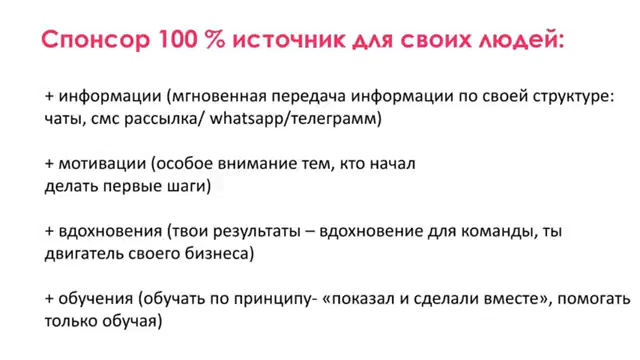 Спонсор 100 % источник для своих людей:
+ информации (мгновенная передача информации по своей структуре:
чаты, смс рассылка/ whatsapp/телеграмм)
+ мотивации (особое внимание тем, кто начал
делать первые шаги)
+ вдохновения (твои результаты – вдохновение для команды, ты
двигатель своего бизнеса)
+ обучения (обучать по принципу- «показал и сделали вместе», помогать
только обучая)